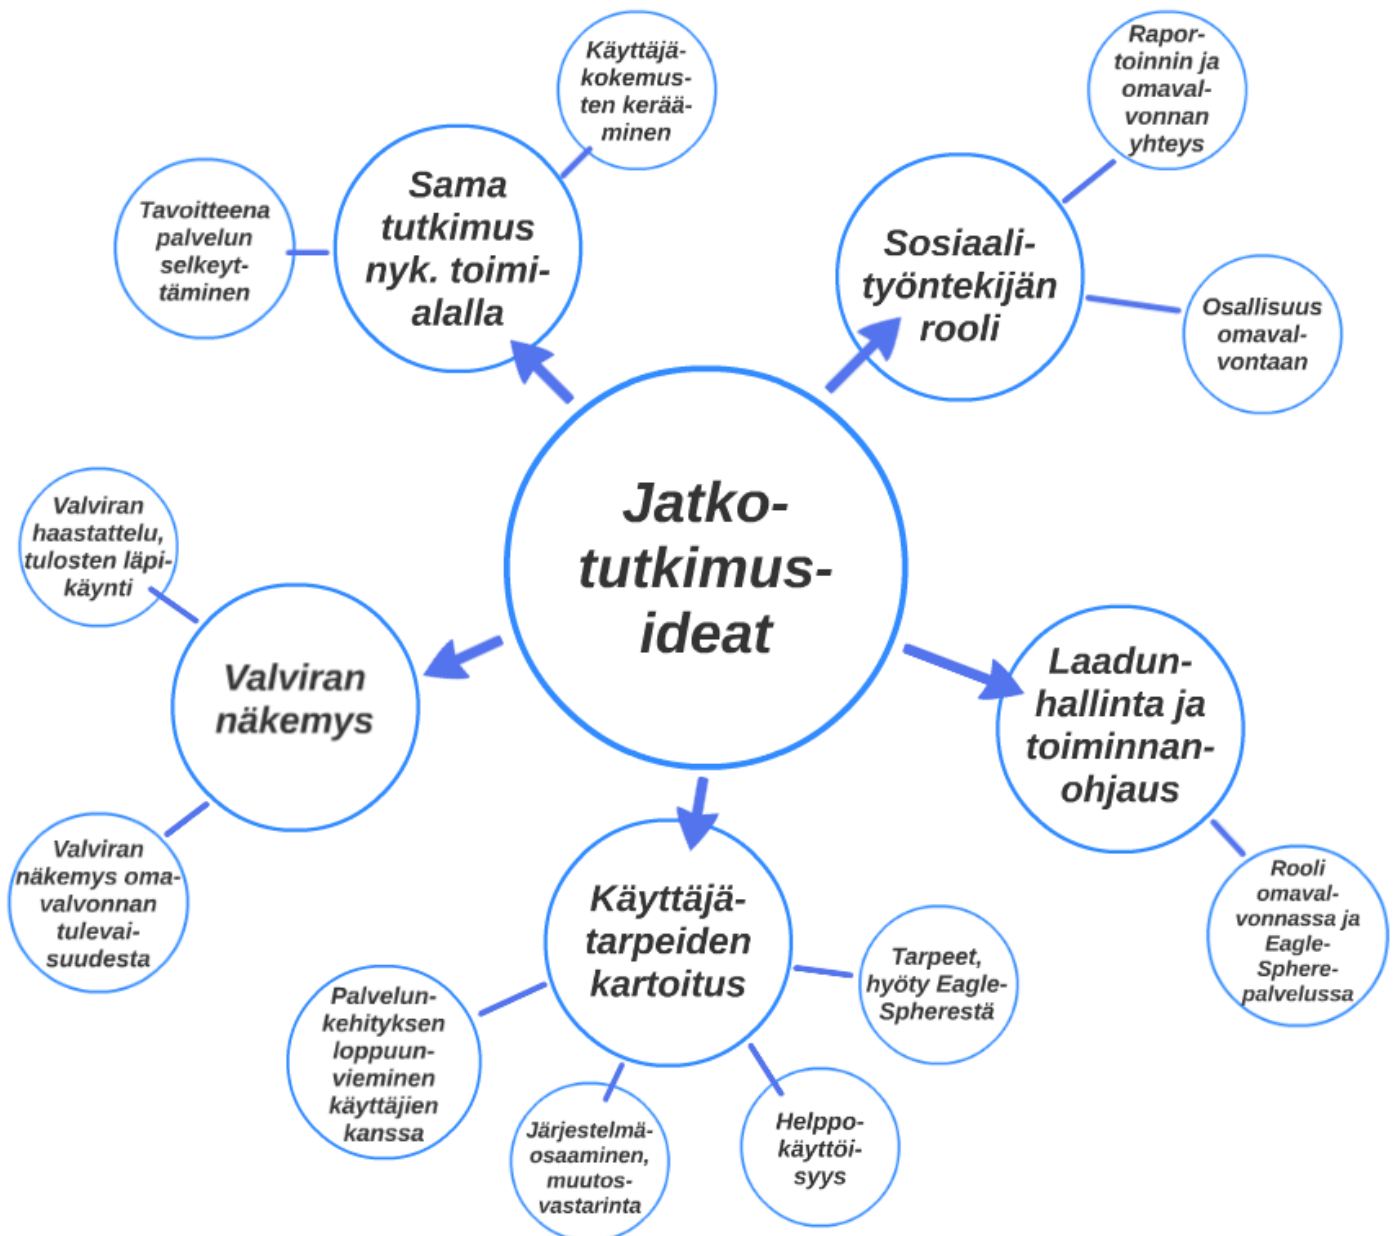 Käyttäjä-
kokemus-
ten kerää-
minen
Rapor-
toinnin ja
omaval-
vonnan
yhteys
Tavoitteena
palvelun
selkeyt-
täminen
Sama
tutkimus
nyk. toimi-
alalla
Sosiaali-
työntekijän
rooli
Osallisuus
omaval-
vontaan
Jatko-
tutkimus-
ideat
Valviran
haastattelu,
tulosten läpi-
käynti
Valviran
näkemys
Laadun-
hallinta ja
toiminnan-
ohjaus
Valviran
näkemys oma-
valvonnan
tulevai-
suudesta
Käyttäjä-
tarpeiden
kartoitus
Rooli
omaval-
vonnassa ja
Eagle-
Sphere-
palvelussa
Tarpeet,
hyöty Eagle-
Spherestä
Palvelun-
kehityksen
loppuun-
vieminen
käyttäjien
kanssa
Järjestelmä-
osaaminen,
muutos-
vastarinta
Helppo-
käyttöi-
syys